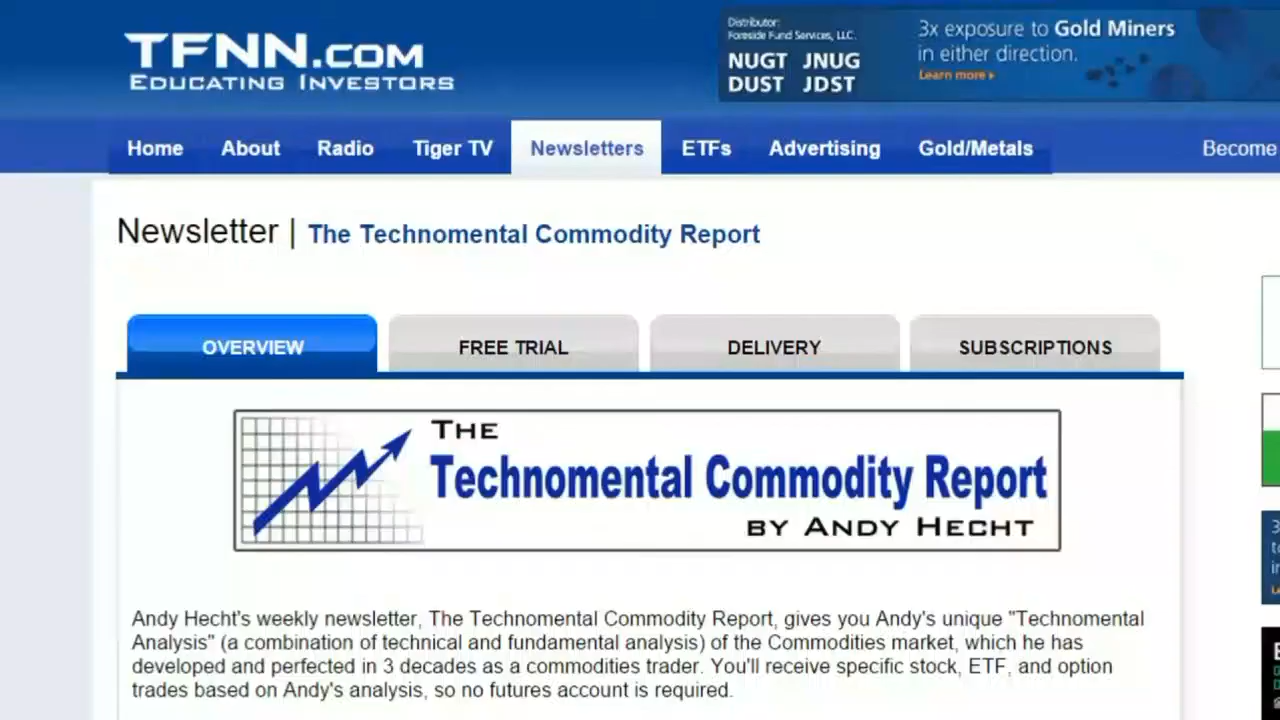 TFNN.COM
EDUCATING INVESTORS
Distributor:
Foreside Fund Services, LLC.
NUGT JNUG
DUST JDST
3x exposure to Gold Miners
in either direction.
Learn more
Home About Radio Tiger TV Newsletters ETFs Advertising Gold/Metals Become
Newsletter | The Technomental Commodity Report
OVERVIEW FREE TRIAL DELIVERY SUBSCRIPTIONS
THE
Technomental Commodity Report
BY ANDY HECHT
Andy Hecht's weekly newsletter, The Technomental Commodity Report, gives you Andy's unique "Technomental
Analysis" (a combination of technical and fundamental analysis) of the Commodities market, which he has
developed and perfected in 3 decades as a commodities trader. You'll receive specific stock, ETF, and option
trades based on Andy's analysis, so no futures account is required.